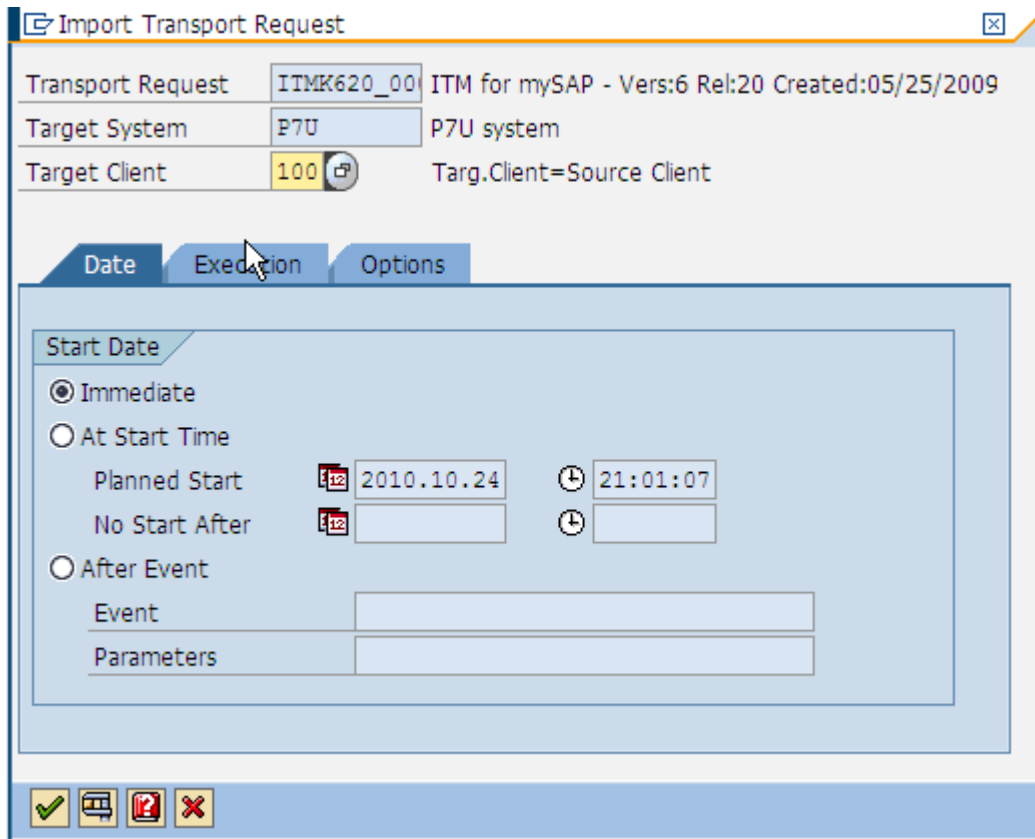 Import Transport Request
Transport Request ITMK620_00 ITM for mySAP - Vers:6 Rel:20 Created:05/25/2009
Target System P7U P7U system
Target Client 100 Targ.Client=Source Client
Date Execution Options
Start Date
Immediate
At Start Time
Planned Start 2010.10.24 21:01:07
No Start After
After Event
Event
Parameters